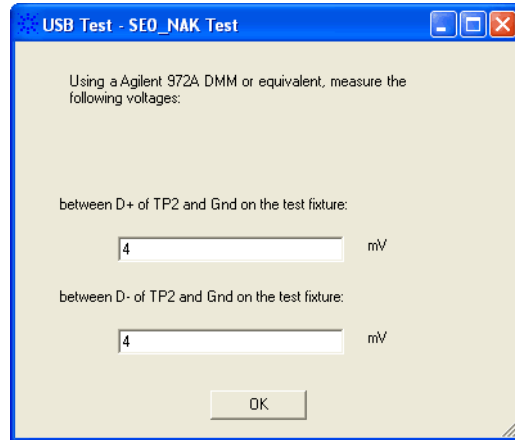 USB Test - SE0_NAK Test
Using a Agilent 972A DMM or equivalent, measure the
following voltages:
between D+ of TP2 and Gnd on the test fixture:
4
mV
between D- of TP2 and Gnd on the test fixture:
4
mV
OK